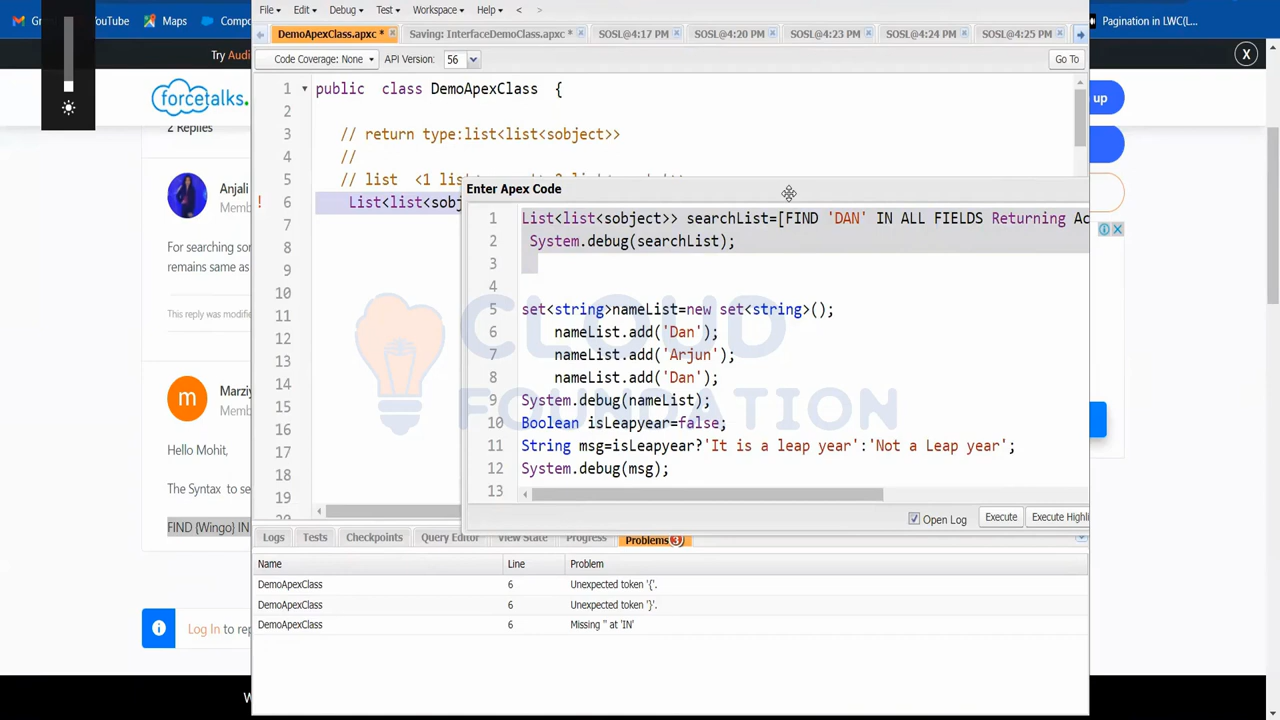 YouTube
Maps
Pagination in LWC(L...
Try
forcetalks.
up
2 Replies
Anjali
For searching
remains same as
This reply was modifie
Marziy
Hello Mohit,
The Syntax to se
FIND {Wingo} IN
Log In to rep
File Edit Debug Test Workspace Help < >
DemoApexClass.apxc *
Saving: InterfaceDemoClass.apxc *
SOSL@4:17 PM
SOSL@4:20 PM
SOSL@4:23 PM
SOSL@4:24 PM
SOSL@4:25 PM
Code Coverage: None
API Version:
56
Go To
1 public class DemoApexClass {
2
3 // return type:list<list<sobject>>
4 //
5 // list <1
6 List<list<sobj
7
8
9
10
11
12
13
14
15
16
17
18
19
Enter Apex Code
1 List<list<sobject>> searchList=[FIND 'DAN' IN ALL FIELDS Returning Ac
2 System.debug(searchList);
3
4
5 set<string>nameList=new set<string>();
6 nameList.add('Dan');
7 nameList.add('Arjun');
8 nameList.add('Dan');
9 System.debug(nameList);
10 Boolean isLeapyear=false;
11 String msg=isLeapyear?'It is a leap year':'Not a Leap year';
12 System.debug(msg);
13
Open Log
Execute
Execute Highli
CLOUD
FOUNDATION
Logs Tests Checkpoints Query Editor View State Progress Problems (3)
Name Line Problem
DemoApexClass 6 Unexpected token '{'.
DemoApexClass 6 Unexpected token '}'.
DemoApexClass 6 Missing '' at 'IN'